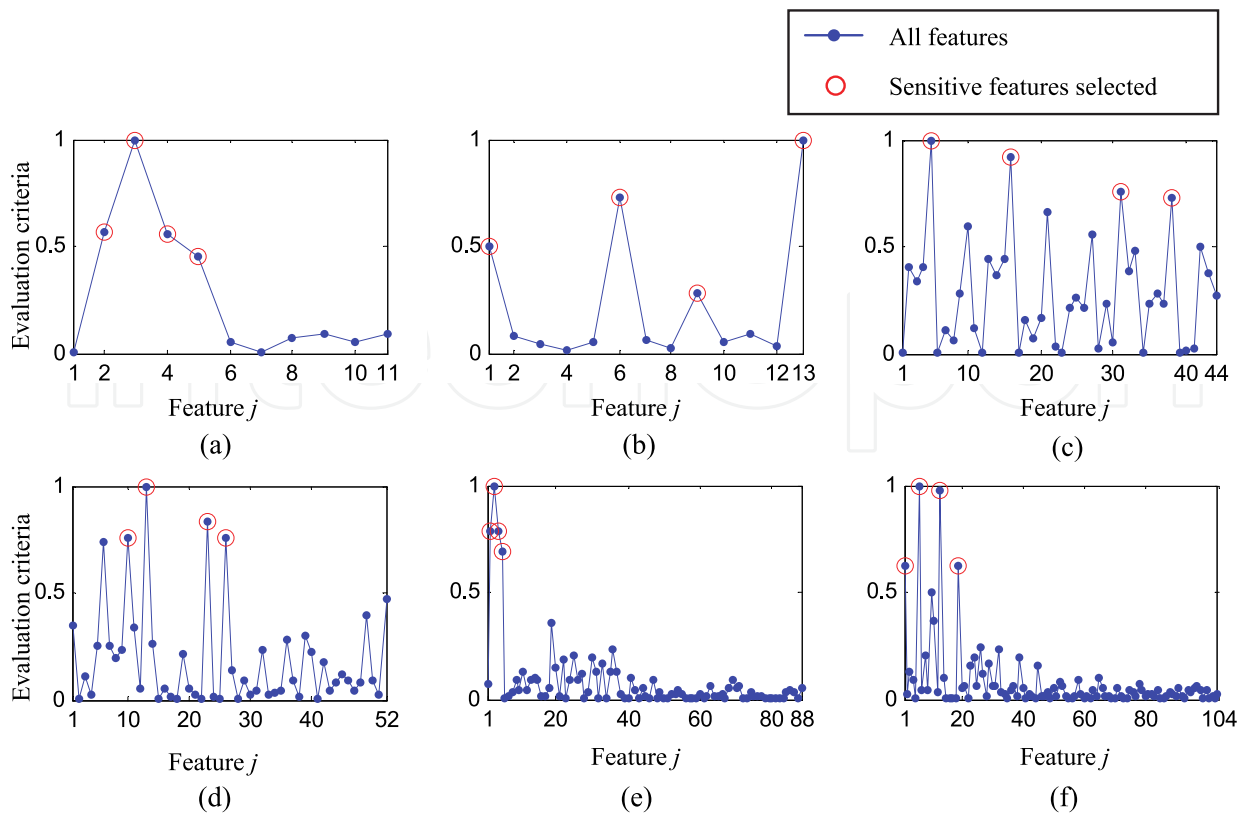 All features
Sensitive features selected
Evaluation criteria
1
0.5
0
1 2 4 6 8 10 11
Feature j
(a)
1
0.5
0
1 2 4 6 8 10 12 13
Feature j
(b)
1
0.5
0
1 10 20 30 40 44
Feature j
(c)
Evaluation criteria
1
0.5
0
1 10 20 30 40 52
Feature j
(d)
1
0.5
0
1 20 40 60 80 88
Feature j
(e)
1
0.5
0
1 20 40 60 80 104
Feature j
(f)